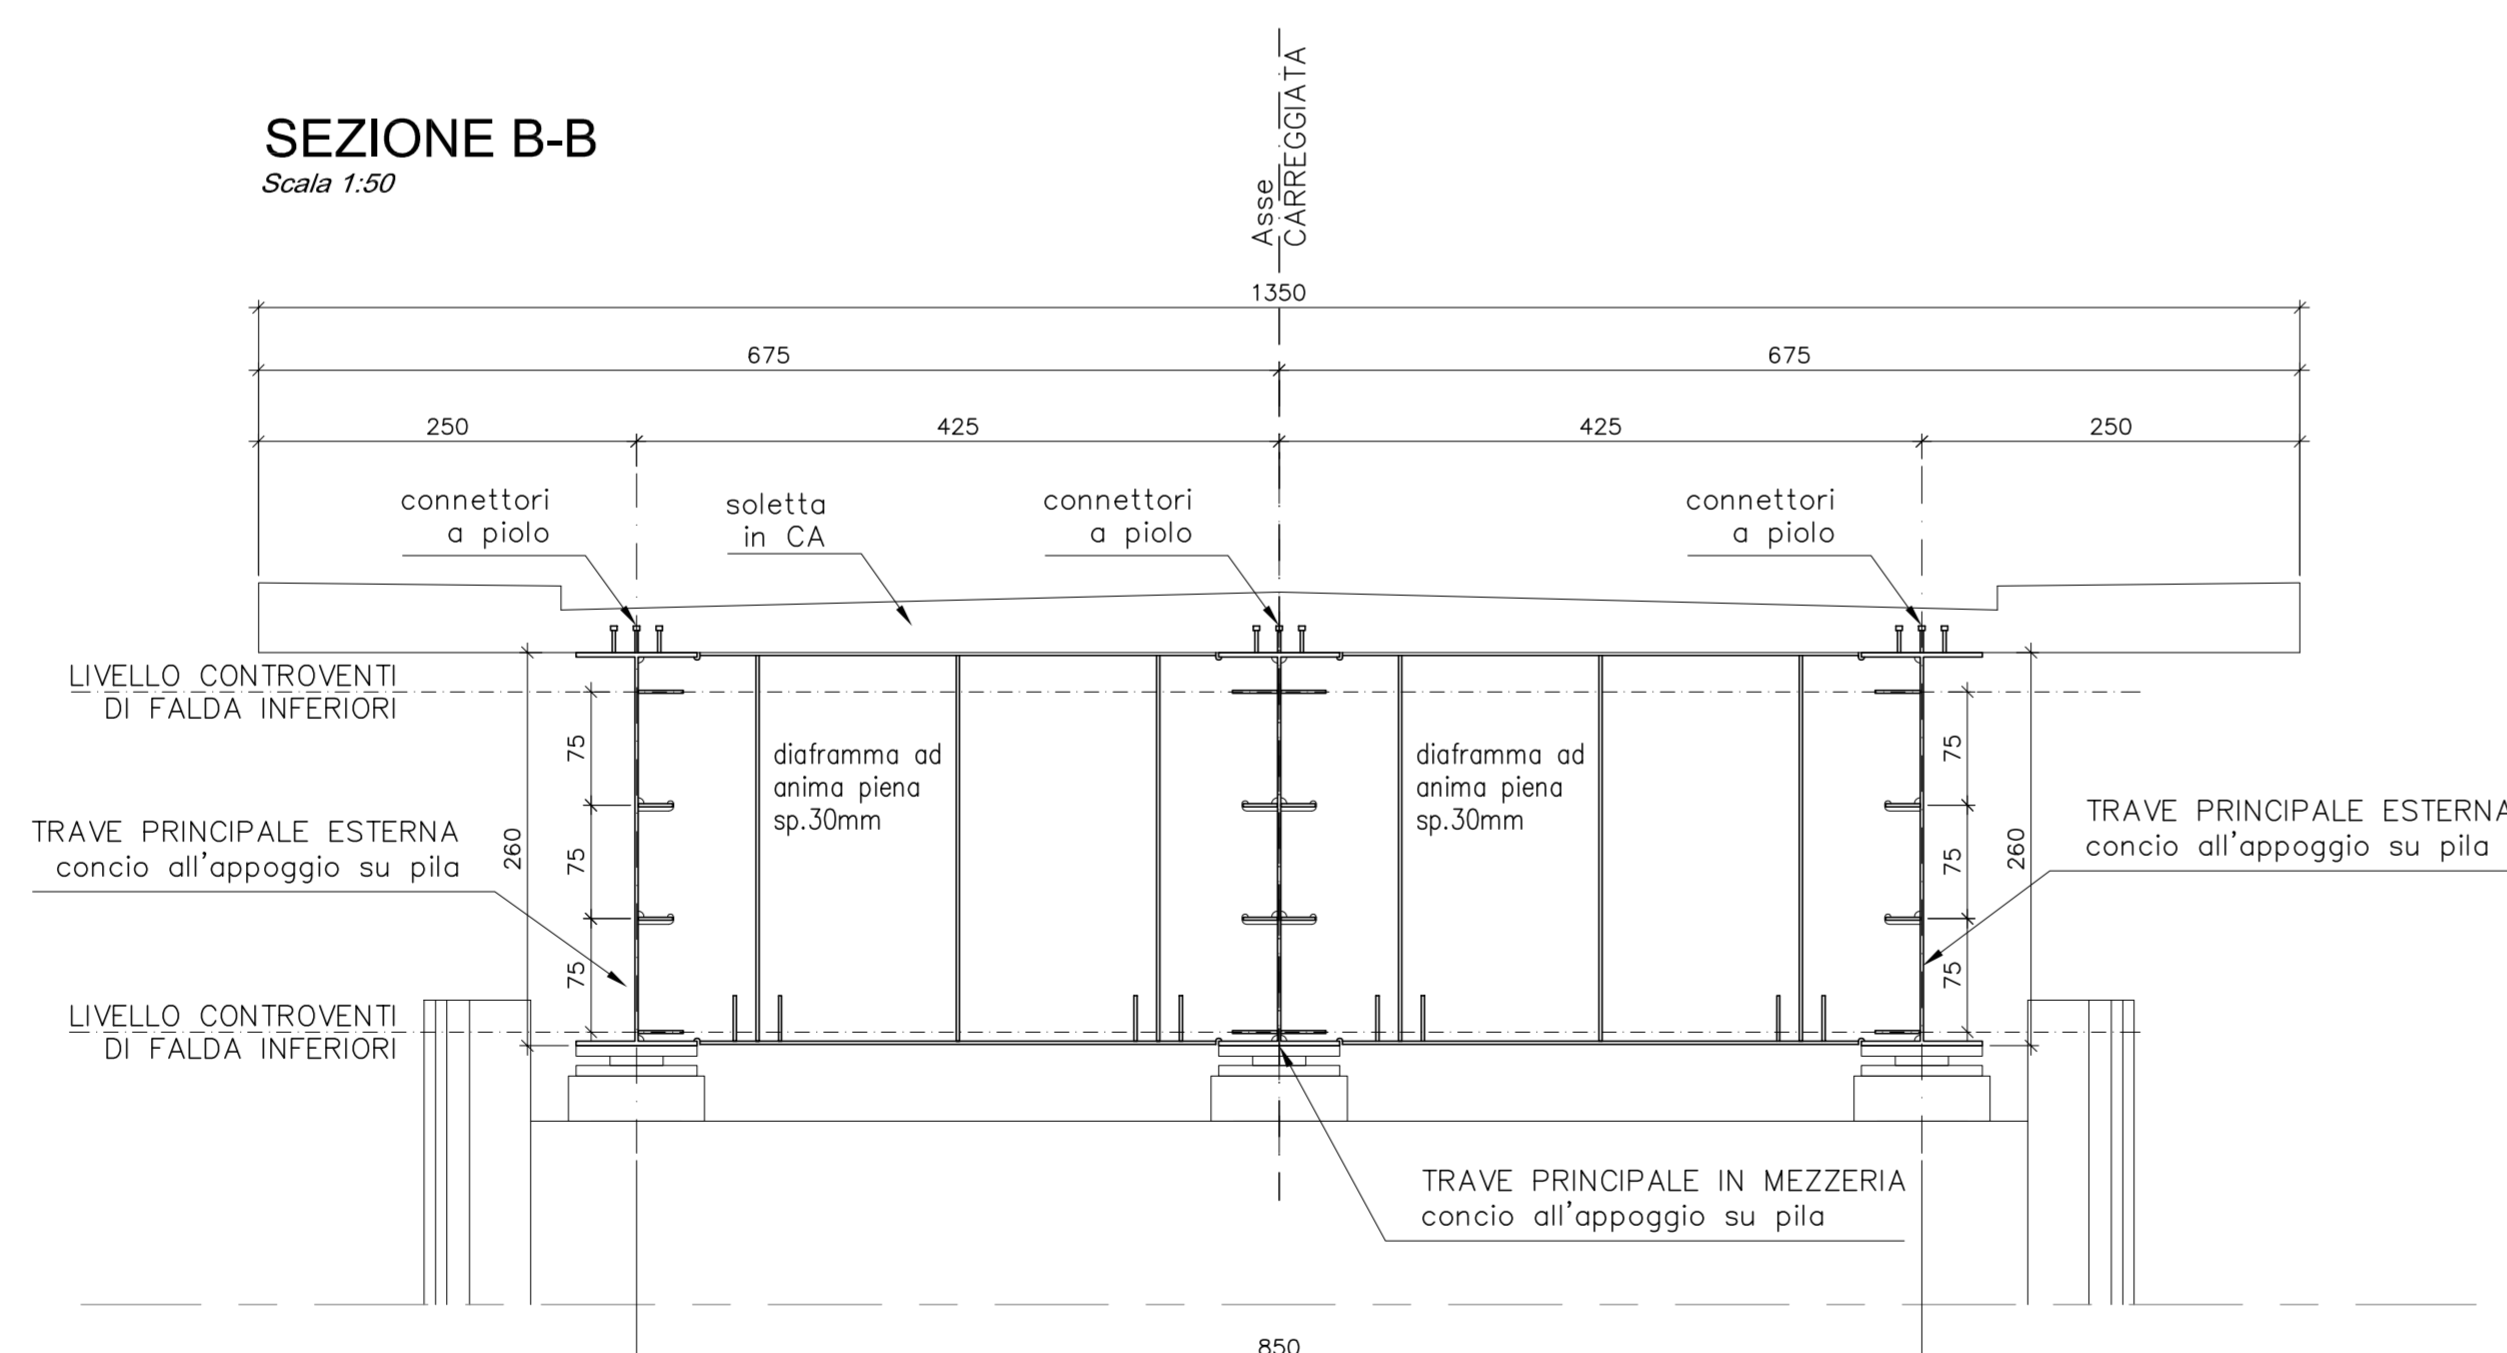 SEZIONE B-B
Scala 1:50
Asse
CARREGGIATA
1350
675
675
250
425
425
250
connettori
a piolo
soletta
in CA
connettori
a piolo
connettori
a piolo
LIVELLO CONTROVENTI
DI FALDA INFERIORI
75
75
75
260
diaframma ad
anima piena
sp.30mm
diaframma ad
anima piena
sp.30mm
75
75
75
260
TRAVE PRINCIPALE ESTERNA
concio all'appoggio su pila
TRAVE PRINCIPALE ESTERNA
concio all'appoggio su pila
LIVELLO CONTROVENTI
DI FALDA INFERIORI
TRAVE PRINCIPALE IN MEZZERIA
concio all'appoggio su pila
850